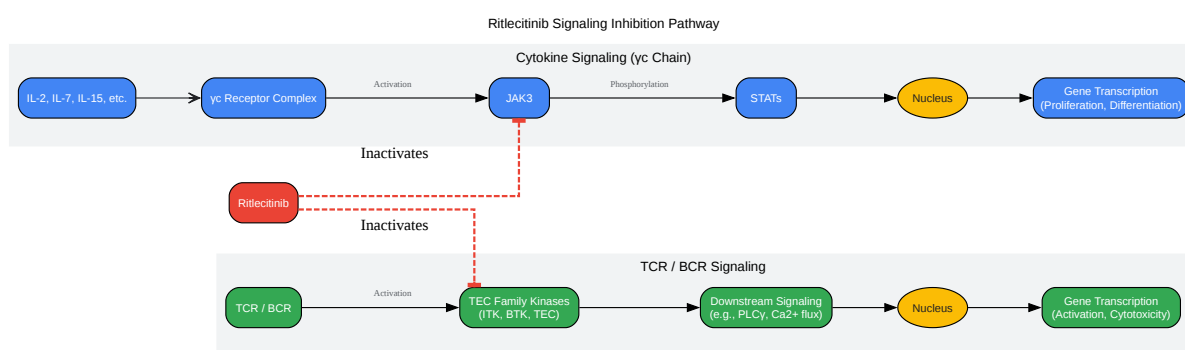 Ritlecitinib Signaling Inhibition Pathway
Cytokine Signaling (γc Chain)
IL-2, IL-7, IL-15, etc.
γc Receptor Complex
Activation
JAK3
Phosphorylation
STATs
Nucleus
Gene Transcription
(Proliferation, Differentiation)
Inactivates
Ritlecitinib
Inactivates
TCR / BCR Signaling
TCR / BCR
Activation
TEC Family Kinases
(ITK, BTK, TEC)
Downstream Signaling
(e.g., PLCγ, Ca2+ flux)
Nucleus
Gene Transcription
(Activation, Cytotoxicity)